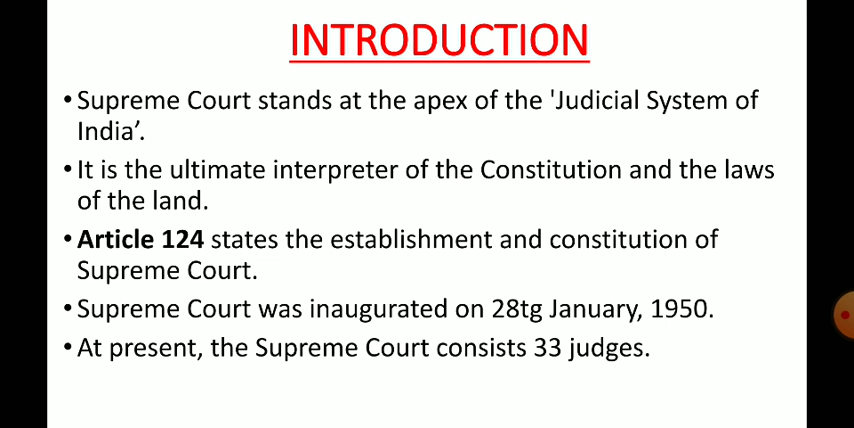 INTRODUCTION
• Supreme Court stands at the apex of the 'Judicial System of
India’.
• It is the ultimate interpreter of the Constitution and the laws
of the land.
• Article 124 states the establishment and constitution of
Supreme Court.
• Supreme Court was inaugurated on 28tg January, 1950.
• At present, the Supreme Court consists 33 judges.